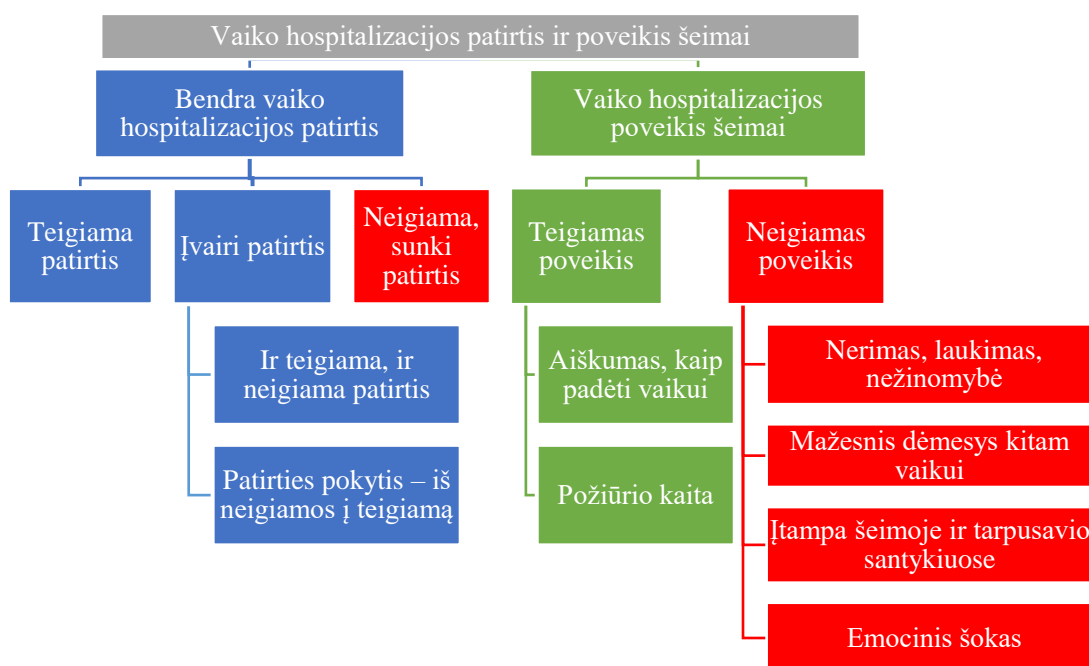 Vaiko hospitalizacijos patirtis ir poveikis šeimai
Bendra vaiko
hospitalizacijos patirtis
Vaiko hospitalizacijos
poveikis šeimai
Teigiama
patirtis
Įvairi patirtis
Neigiama,
sunki
patirtis
Teigiamas
poveikis
Neigiamas
poveikis
Ir teigiama, ir
neigiama patirtis
Patirties pokytis – iš
neigiamos į teigiamą
Aiškumas, kaip
padėti vaikui
Požiūrio kaita
Nerimas, laukimas,
nežinomybė
Mažesnis dėmesys kitam
vaikui
Įtampa šeimoje ir tarpusavio
santykiuose
Emocinis šokas